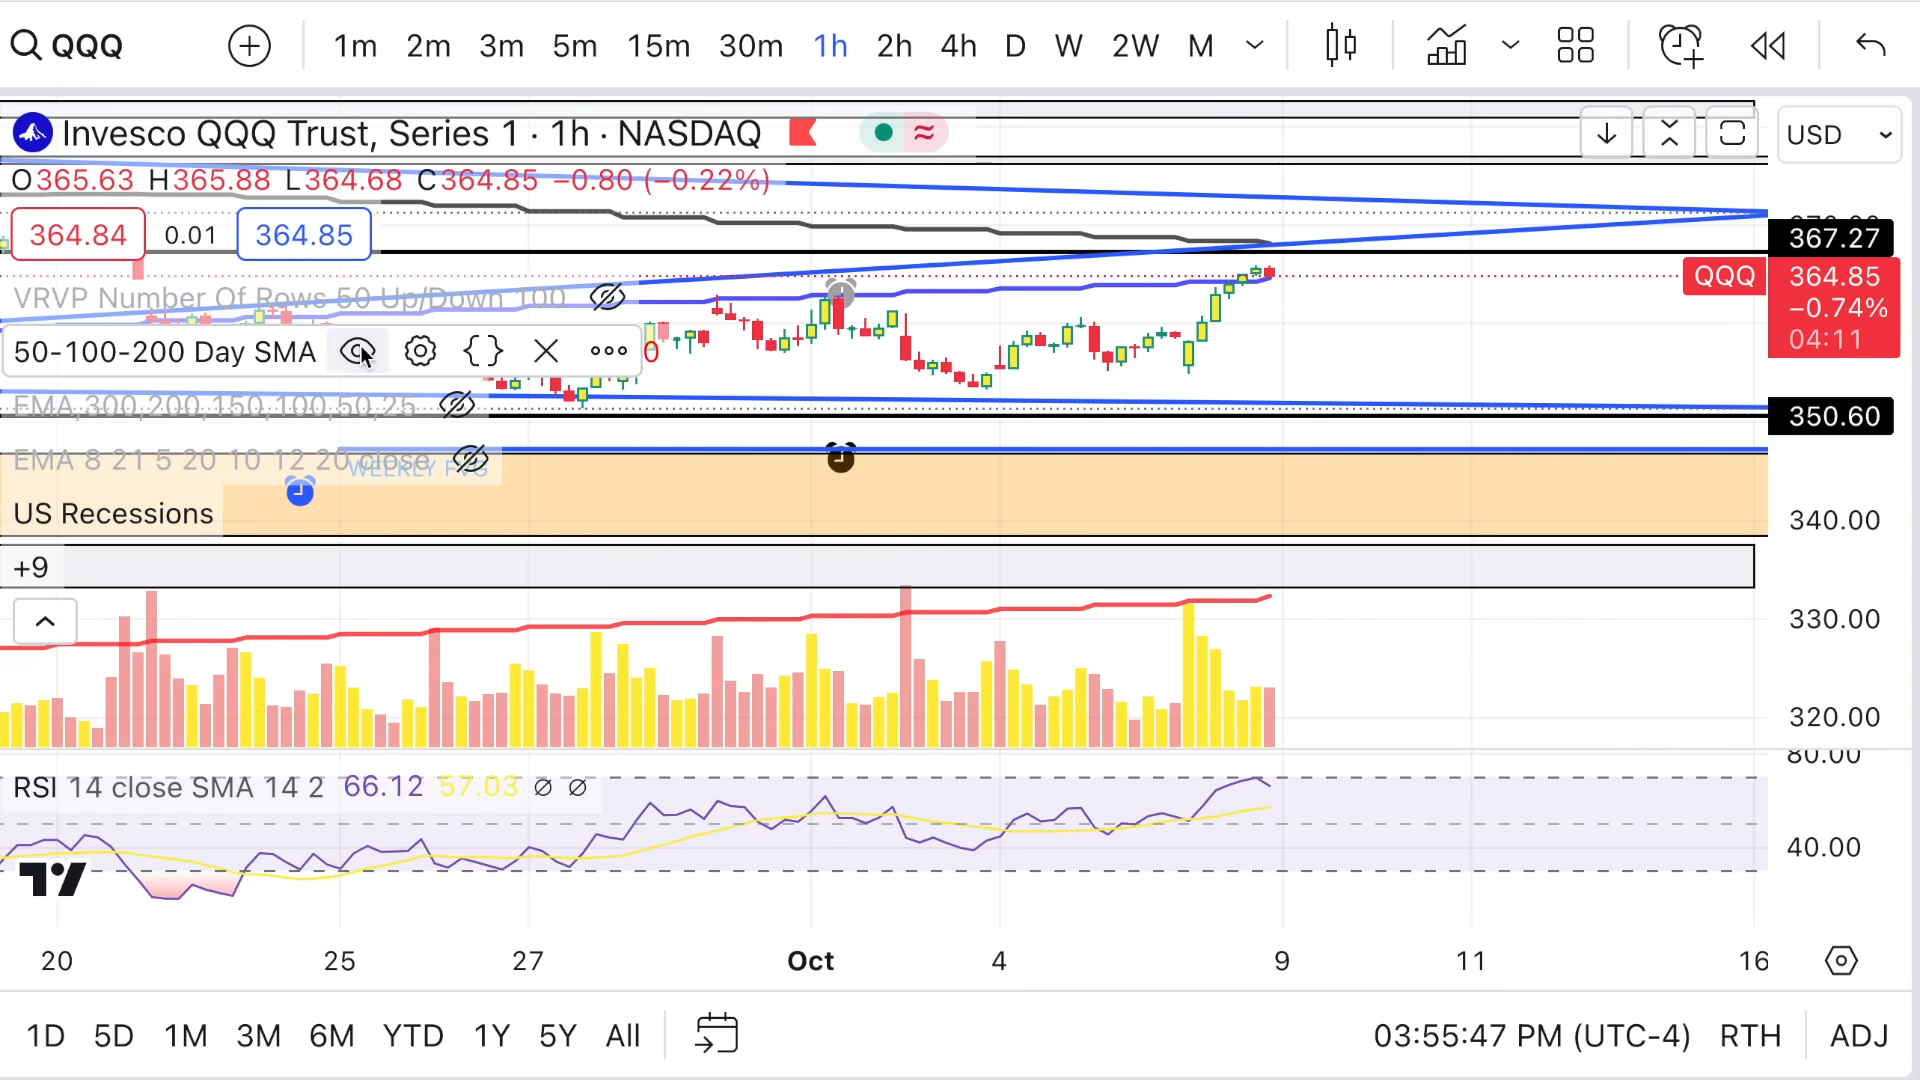 QQQ 1m 2m 3m 5m 15m 30m 1h 2h 4h D W 2W M
Invesco QQQ Trust, Series 1 · 1h · NASDAQ
USD
O365.63 H365.88 L364.68 C364.85 −0.80 (−0.22%)
364.84 0.01 364.85
367.27
QQQ 364.85
−0.74%
04:11
VRVP Number Of Rows 50 Up/Down 100
50-100-200 Day SMA
0
EMA,300,200,150,100,50,25
350.60
EMA 8 21 5 20 10 12 20 close
WEEKLY FVG
US Recessions
340.00
+9
330.00
320.00
80.00
RSI 14 close SMA 14 2 66.12 57.03 ∅ ∅
40.00
20 25 27 Oct 4 9 11 16
1D 5D 1M 3M 6M YTD 1Y 5Y All
03:55:47 PM (UTC-4) RTH ADJ